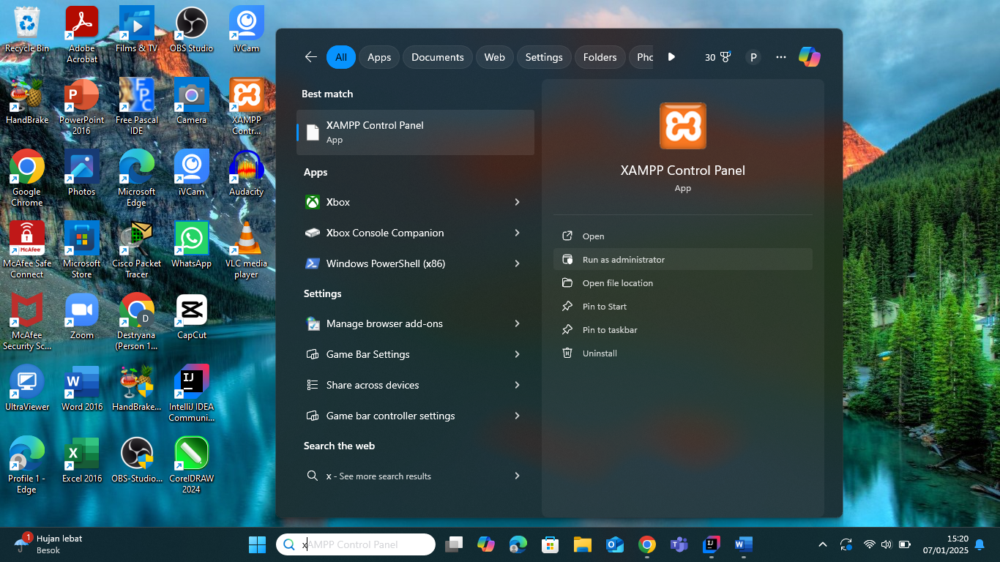 Recycle Bin
Adobe
Acrobat
Films & TV
OBS Studio
iVCam
HandBrake
PowerPoint
2016
Free Pascal
IDE
Camera
XAMPP
Contr...
Google
Chrome
Photos
Microsoft
Edge
iVCam
Audacity
McAfee Safe
Connect
Microsoft
Store
Cisco Packet
Tracer
WhatsApp
VLC media
player
McAfee
Security Sc...
Zoom
Destryana
(Person 1...
CapCut
UltraViewer
Word 2016
HandBrake...
IntelliJ IDEA
Communi...
Profile 1 -
Edge
Excel 2016
OBS-Studio...
CorelDRAW
2024
All
Apps
Documents
Web
Settings
Folders
Pho
30
P
Best match
XAMPP Control Panel
App
Apps
Xbox
Xbox Console Companion
Windows PowerShell (x86)
Settings
Manage browser add-ons
Game Bar Settings
Share across devices
Game bar controller settings
Search the web
x - See more search results
XAMPP Control Panel
App
Open
Run as administrator
Open file location
Pin to Start
Pin to taskbar
Uninstall
1
Hujan lebat
Besok
xAMPP Control Panel
15:20
07/01/2025